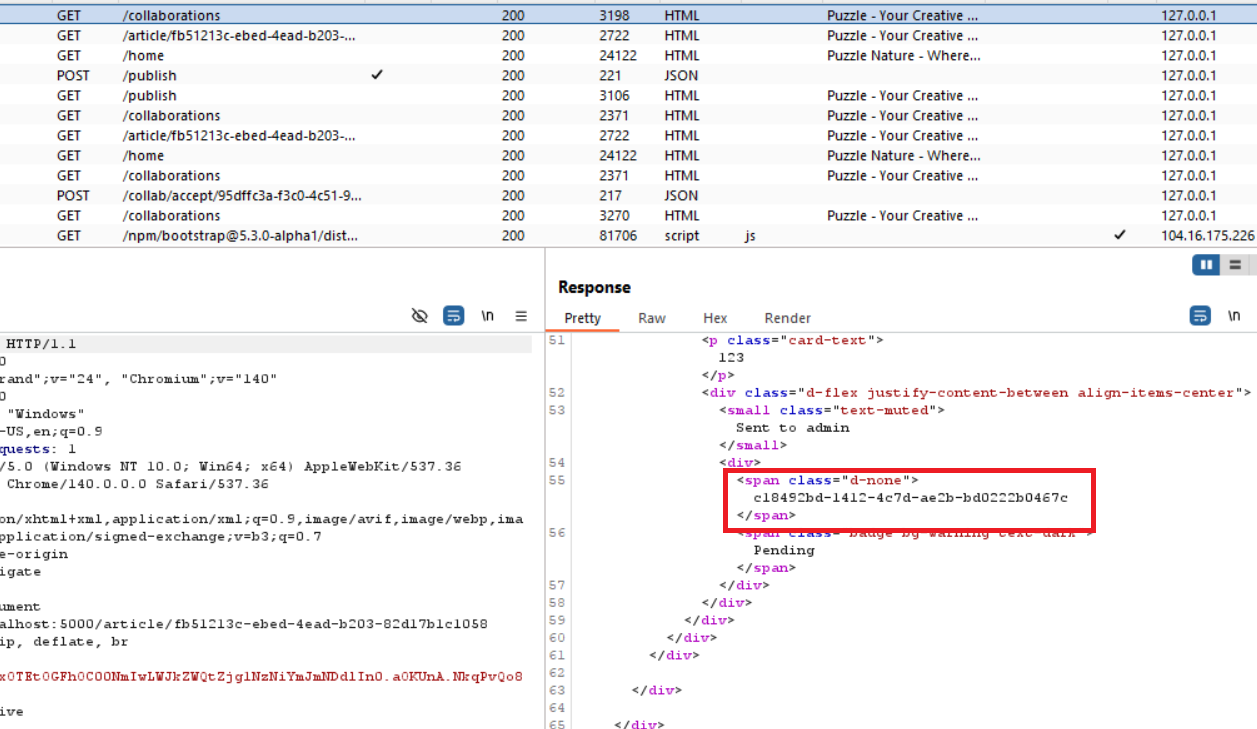 GET /collaborations 200 3198 HTML Puzzle - Your Creative ... 127.0.0.1
GET /article/fb51213c-ebed-4ead-b203-... 200 2722 HTML Puzzle - Your Creative ... 127.0.0.1
GET /home 200 24122 HTML Puzzle Nature - Where... 127.0.0.1
POST /publish ✓ 200 221 JSON 127.0.0.1
GET /publish 200 3106 HTML Puzzle - Your Creative ... 127.0.0.1
GET /collaborations 200 2371 HTML Puzzle - Your Creative ... 127.0.0.1
GET /article/fb51213c-ebed-4ead-b203-... 200 2722 HTML Puzzle - Your Creative ... 127.0.0.1
GET /home 200 24122 HTML Puzzle Nature - Where... 127.0.0.1
GET /collaborations 200 2371 HTML Puzzle - Your Creative ... 127.0.0.1
POST /collab/accept/95dffc3a-f3c0-4c51-9... 200 217 JSON 127.0.0.1
GET /collaborations 200 3270 HTML Puzzle - Your Creative ... 127.0.0.1
GET /npm/bootstrap@5.3.0-alpha1/dist... 200 81706 script js ✓ 104.16.175.226
\n
HTTP/1.1
0
rand";v="24", "Chromium";v="140"
0
"Windows"
-US,en;q=0.9
quests: 1
/5.0 (Windows NT 10.0; Win64; x64) AppleWebKit/537.36
Chrome/140.0.0.0 Safari/537.36
on/xhtml+xml,application/xml;q=0.9,image/avif,image/webp,ima
pplication/signed-exchange;v=b3;q=0.7
e-origin
igate
ument
alhost:5000/article/fb51213c-ebed-4ead-b203-82d17b1c1058
ip, deflate, br
ive
Response
Pretty Raw Hex Render \n
51 <p class="card-text">
123
</p>
52 <div class="d-flex justify-content-between align-items-center">
53 <small class="text-muted">
Sent to admin
</small>
54 <div>
55 <span class="d-none">
c18492bd-1412-4c7d-ae2b-bd0222b0467c
</span>
56 <span class="badge bg-warning text-dark">
Pending
</span>
57 </div>
58 </div>
59 </div>
60 </div>
61 </div>
62
63 </div>
64
65 </div>